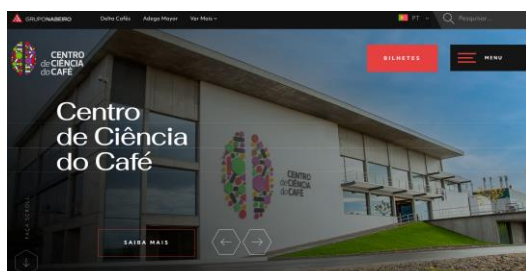 GRUPONABEIRO
Delta Cafés
Adega Mayor
Ver Mais
PT
Pesquisar...
CENTRO
de CIÊNCIA
do CAFÉ
BILHETES
MENU
Centro
de Ciência
do Café
CENTRO
de CIÊNCIA
do CAFÉ
FAÇA SCROLL
SAIBA MAIS